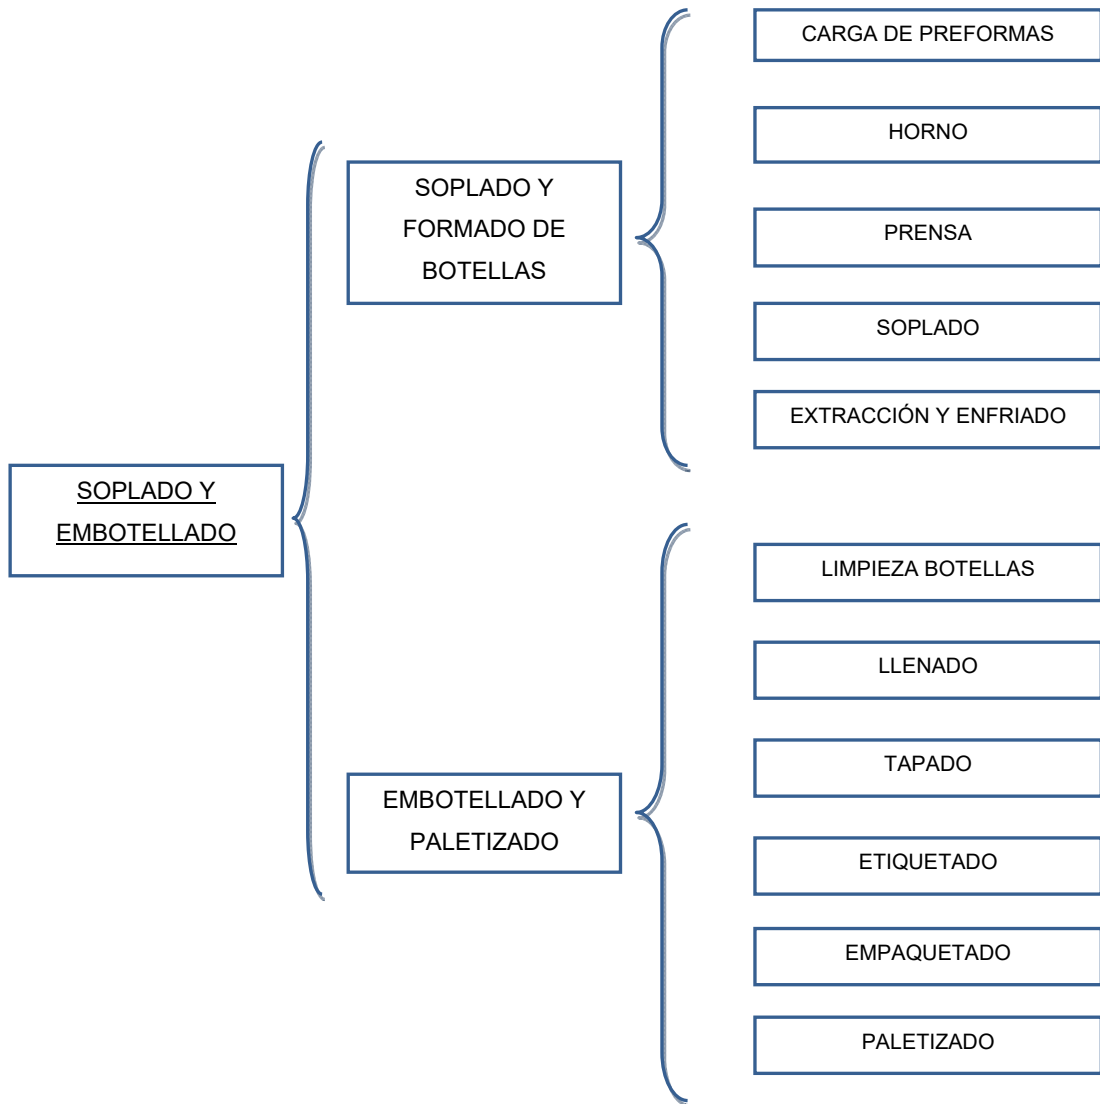 SOPLADO Y
EMBOTELLADO
SOPLADO Y
FORMADO DE
BOTELLAS
CARGA DE PREFORMAS
HORNO
PRENSA
SOPLADO
EXTRACCIÓN Y ENFRIADO
EMBOTELLADO Y
PALETIZADO
LIMPIEZA BOTELLAS
LLENADO
TAPADO
ETIQUETADO
EMPAQUETADO
PALETIZADO